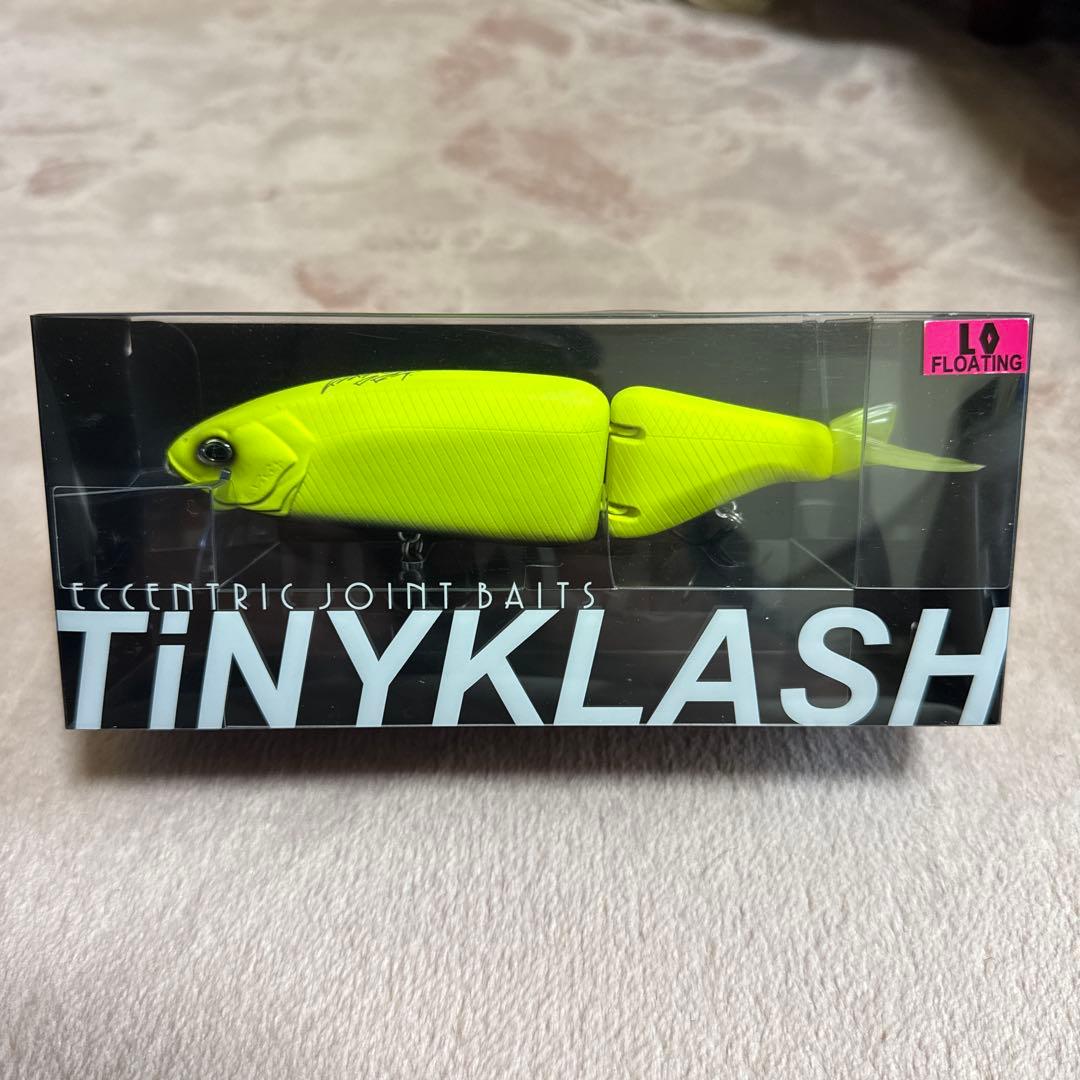 LO
FLOATING
ECCENTRIC JOINT BAITS
TiNYKLASH